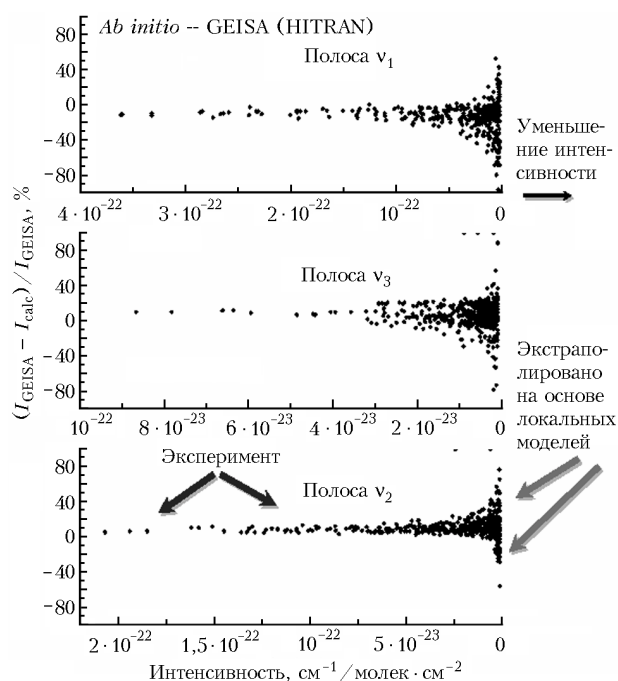 Ab initio -- GEISA (HITRAN)
Полоса ν₁
80
40
0
-40
-80
4·10⁻²² 3·10⁻²² 2·10⁻²² 10⁻²² 0
Уменьше-
ние интен-
сивности
(I_GEISA – I_calc)/I_GEISA, %
Полоса ν₃
80
40
0
-40
-80
10⁻²² 8·10⁻²³ 6·10⁻²³ 4·10⁻²³ 2·10⁻²³ 0
Экстрапо-
лировано
на основе
локальных
моделей
Эксперимент
Полоса ν₂
80
40
0
-40
-80
2·10⁻²² 1,5·10⁻²² 10⁻²² 5·10⁻²³ 0
Интенсивность, см⁻¹/молек·см⁻²